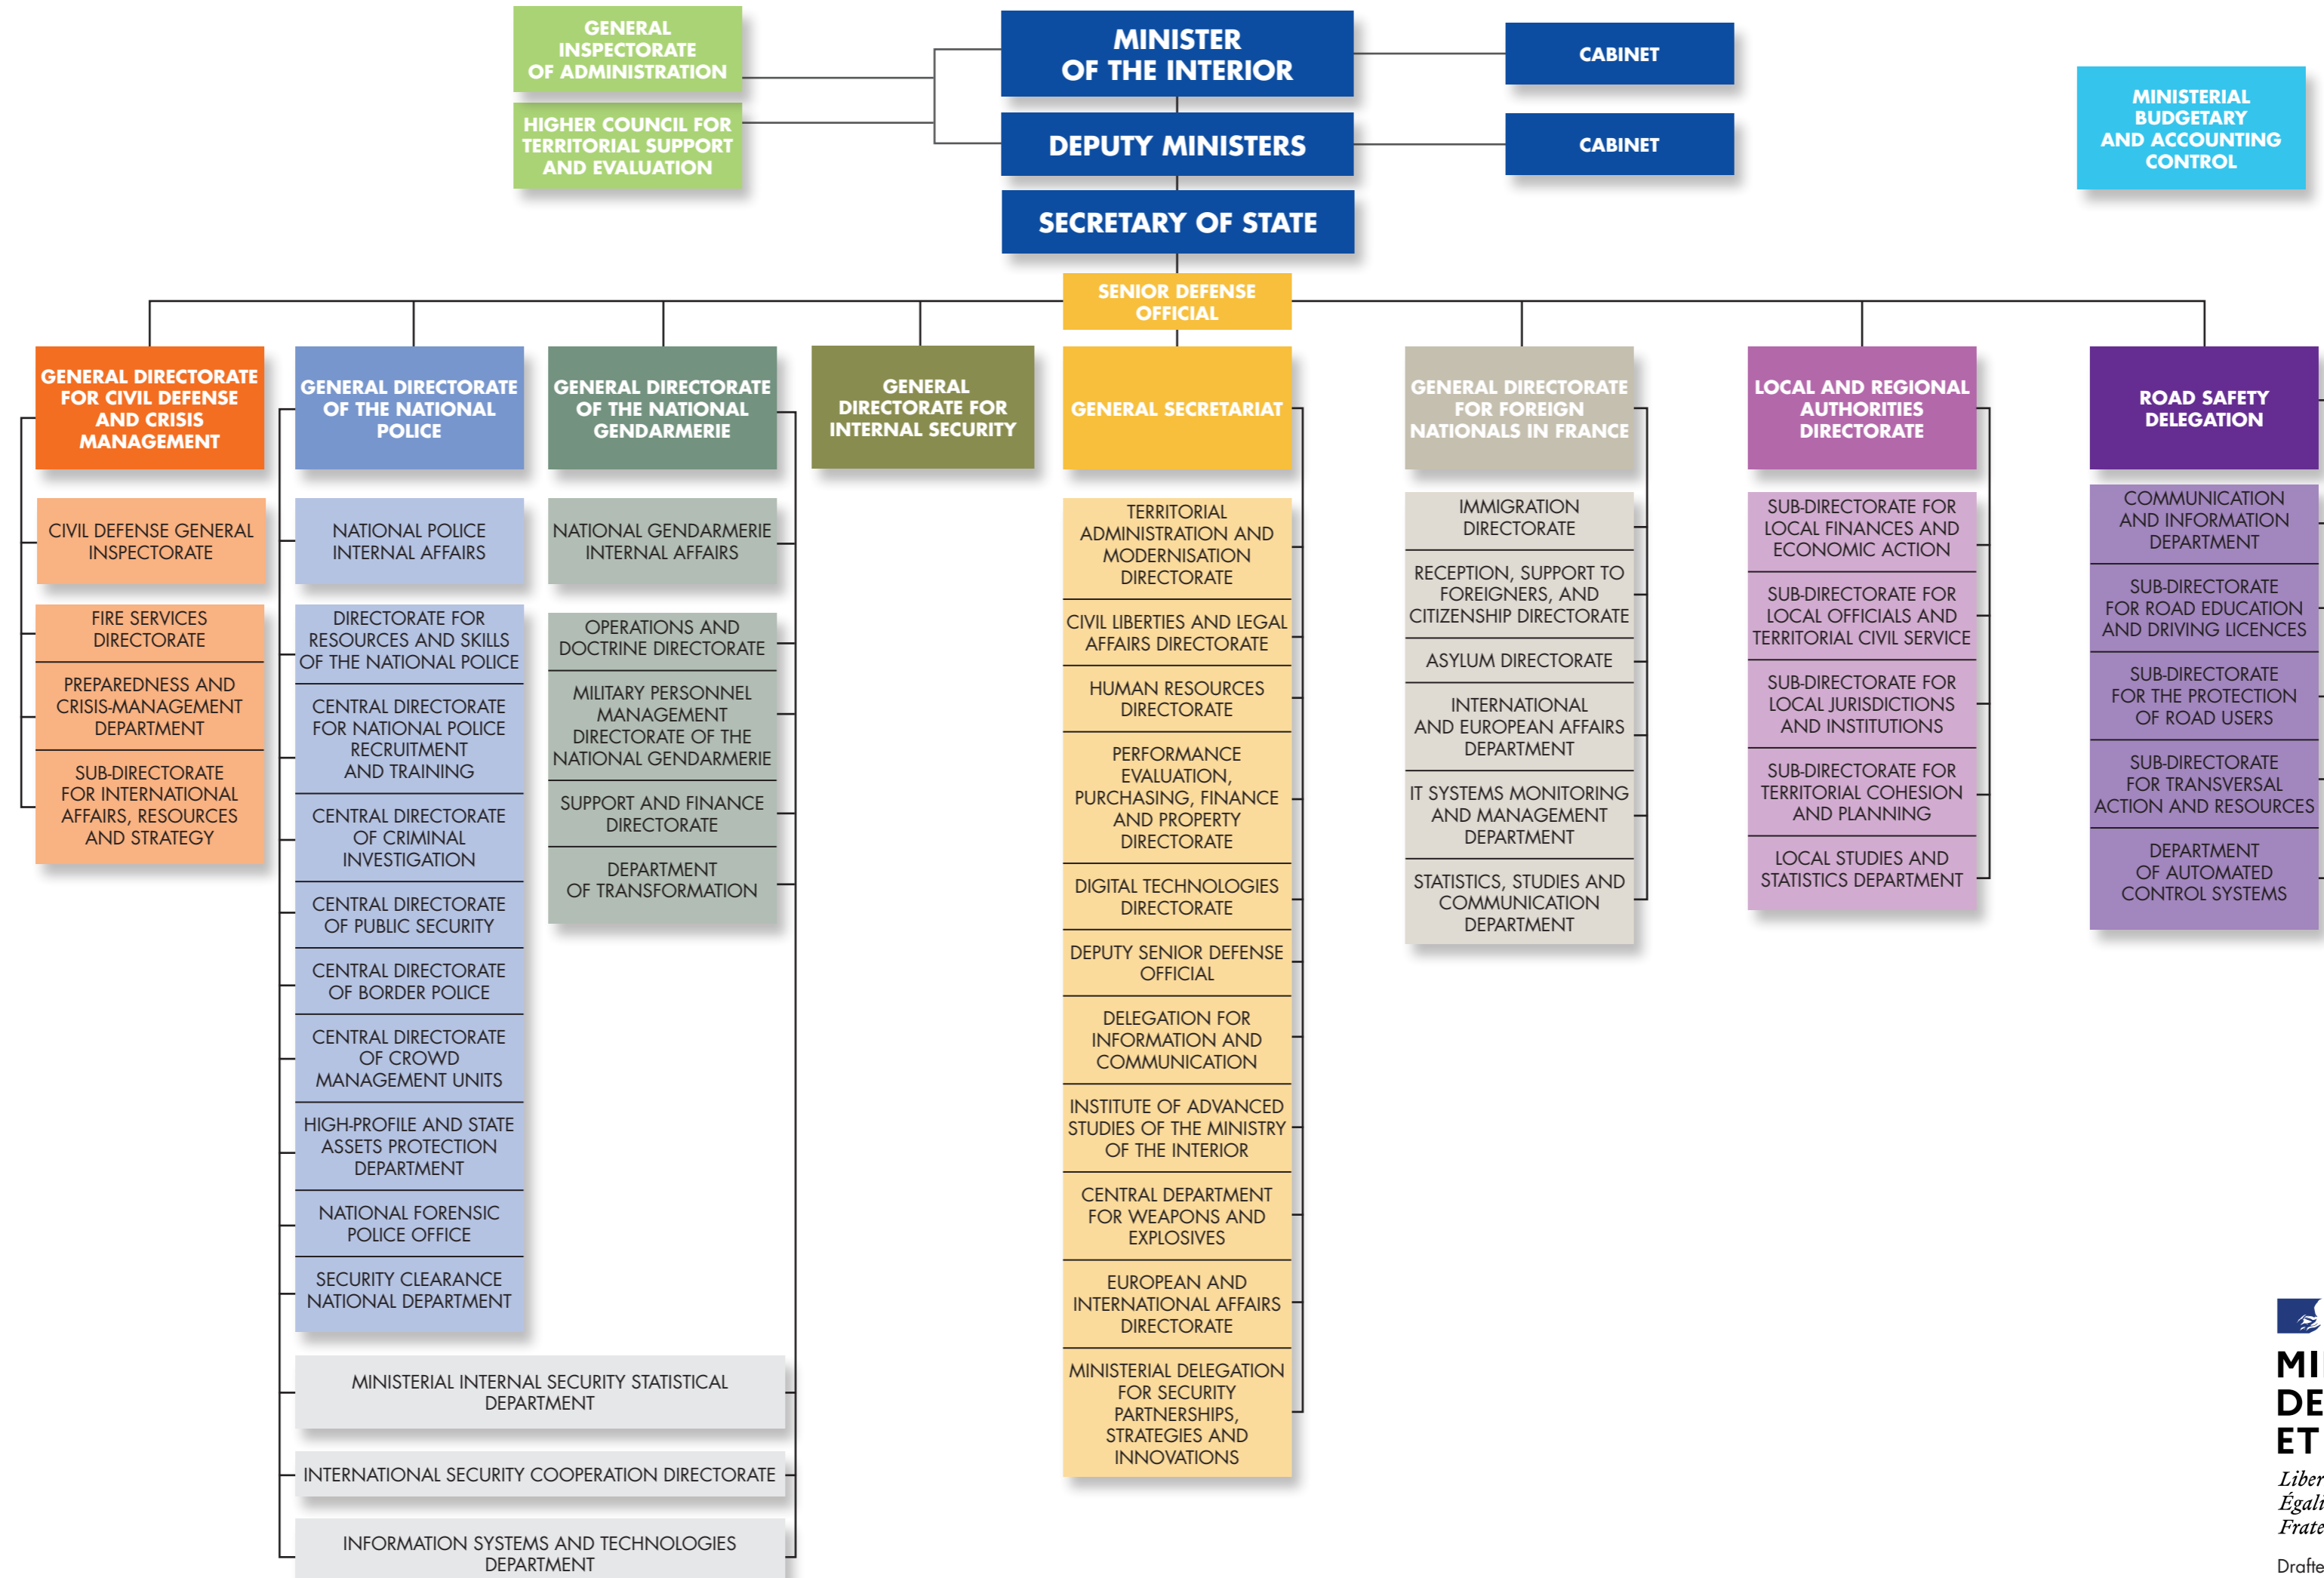 GENERAL
INSPECTORATE
OF ADMINISTRATION
HIGHER COUNCIL FOR
TERRITORIAL SUPPORT
AND EVALUATION
MINISTER
OF THE INTERIOR
CABINET
DEPUTY MINISTERS
CABINET
SECRETARY OF STATE
MINISTERIAL
BUDGETARY
AND ACCOUNTING
CONTROL
SENIOR DEFENSE
OFFICIAL
GENERAL DIRECTORATE
FOR CIVIL DEFENSE
AND CRISIS
MANAGEMENT
CIVIL DEFENSE GENERAL
INSPECTORATE
FIRE SERVICES
DIRECTORATE
PREPAREDNESS AND
CRISIS-MANAGEMENT
DEPARTMENT
SUB-DIRECTORATE
FOR INTERNATIONAL
AFFAIRS, RESOURCES
AND STRATEGY
GENERAL DIRECTORATE
OF THE NATIONAL
POLICE
NATIONAL POLICE
INTERNAL AFFAIRS
DIRECTORATE FOR
RESOURCES AND SKILLS
OF THE NATIONAL POLICE
CENTRAL DIRECTORATE
FOR NATIONAL POLICE
RECRUITMENT
AND TRAINING
CENTRAL DIRECTORATE
OF CRIMINAL
INVESTIGATION
CENTRAL DIRECTORATE
OF PUBLIC SECURITY
CENTRAL DIRECTORATE
OF BORDER POLICE
CENTRAL DIRECTORATE
OF CROWD
MANAGEMENT UNITS
HIGH-PROFILE AND STATE
ASSETS PROTECTION
DEPARTMENT
NATIONAL FORENSIC
POLICE OFFICE
SECURITY CLEARANCE
NATIONAL DEPARTMENT
GENERAL DIRECTORATE
OF THE NATIONAL
GENDARMERIE
NATIONAL GENDARMERIE
INTERNAL AFFAIRS
OPERATIONS AND
DOCTRINE DIRECTORATE
MILITARY PERSONNEL
MANAGEMENT
DIRECTORATE OF THE
NATIONAL GENDARMERIE
SUPPORT AND FINANCE
DIRECTORATE
DEPARTMENT
OF TRANSFORMATION
MINISTERIAL INTERNAL SECURITY STATISTICAL
DEPARTMENT
INTERNATIONAL SECURITY COOPERATION DIRECTORATE
INFORMATION SYSTEMS AND TECHNOLOGIES
DEPARTMENT
GENERAL
DIRECTORATE FOR
INTERNAL SECURITY
GENERAL SECRETARIAT
TERRITORIAL
ADMINISTRATION AND
MODERNISATION
DIRECTORATE
CIVIL LIBERTIES AND LEGAL
AFFAIRS DIRECTORATE
HUMAN RESOURCES
DIRECTORATE
PERFORMANCE
EVALUATION,
PURCHASING, FINANCE
AND PROPERTY
DIRECTORATE
DIGITAL TECHNOLOGIES
DIRECTORATE
DEPUTY SENIOR DEFENSE
OFFICIAL
DELEGATION FOR
INFORMATION AND
COMMUNICATION
INSTITUTE OF ADVANCED
STUDIES OF THE MINISTRY
OF THE INTERIOR
CENTRAL DEPARTMENT
FOR WEAPONS AND
EXPLOSIVES
EUROPEAN AND
INTERNATIONAL AFFAIRS
DIRECTORATE
MINISTERIAL DELEGATION
FOR SECURITY
PARTNERSHIPS,
STRATEGIES AND
INNOVATIONS
GENERAL DIRECTORATE
FOR FOREIGN
NATIONALS IN FRANCE
IMMIGRATION
DIRECTORATE
RECEPTION, SUPPORT TO
FOREIGNERS, AND
CITIZENSHIP DIRECTORATE
ASYLUM DIRECTORATE
INTERNATIONAL
AND EUROPEAN AFFAIRS
DEPARTMENT
IT SYSTEMS MONITORING
AND MANAGEMENT
DEPARTMENT
STATISTICS, STUDIES AND
COMMUNICATION
DEPARTMENT
LOCAL AND REGIONAL
AUTHORITIES
DIRECTORATE
SUB-DIRECTORATE FOR
LOCAL FINANCES AND
ECONOMIC ACTION
SUB-DIRECTORATE FOR
LOCAL OFFICIALS AND
TERRITORIAL CIVIL SERVICE
SUB-DIRECTORATE FOR
LOCAL JURISDICTIONS
AND INSTITUTIONS
SUB-DIRECTORATE FOR
TERRITORIAL COHESION
AND PLANNING
LOCAL STUDIES AND
STATISTICS DEPARTMENT
ROAD SAFETY
DELEGATION
COMMUNICATION
AND INFORMATION
DEPARTMENT
SUB-DIRECTORATE
FOR ROAD EDUCATION
AND DRIVING LICENCES
SUB-DIRECTORATE
FOR THE PROTECTION
OF ROAD USERS
SUB-DIRECTORATE
FOR TRANSVERSAL
ACTION AND RESOURCES
DEPARTMENT
OF AUTOMATED
CONTROL SYSTEMS
MI
DE
ET
Liber
Égali
Frate
Drafte